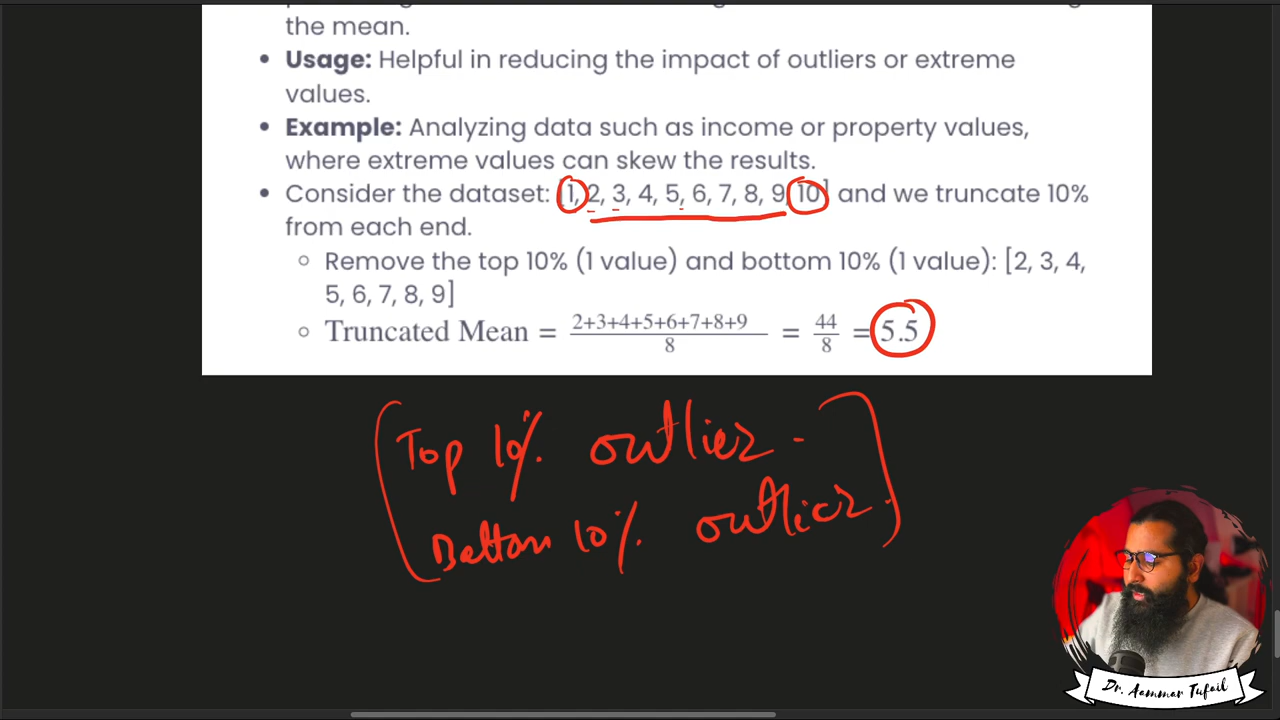 the mean.
• Usage: Helpful in reducing the impact of outliers or extreme
values.
• Example: Analyzing data such as income or property values,
where extreme values can skew the results.
• Consider the dataset: [1, 2, 3, 4, 5, 6, 7, 8, 9, 10] and we truncate 10%
from each end.
◦ Remove the top 10% (1 value) and bottom 10% (1 value): [2, 3, 4,
5, 6, 7, 8, 9]
◦ Truncated Mean = 2+3+4+5+6+7+8+9 / 8 = 44 / 8 = 5.5
Top 10% outlier.
Bottom 10% outlier.
Dr. Aammar Tufail